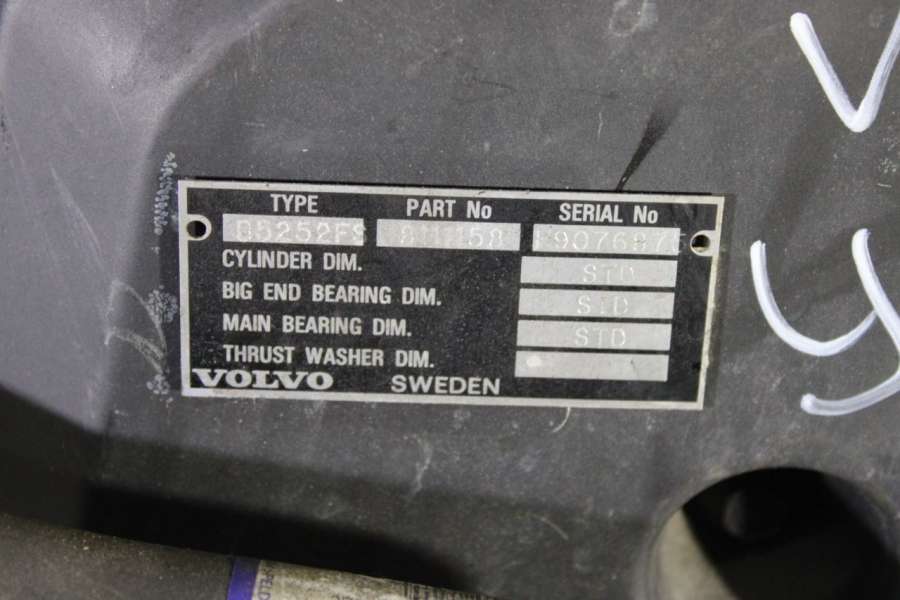 TYPE PART No SERIAL No
B5252FS
CYLINDER DIM. STD
BIG END BEARING DIM. STD
MAIN BEARING DIM. STD
THRUST WASHER DIM.
VOLVO SWEDEN
V
y